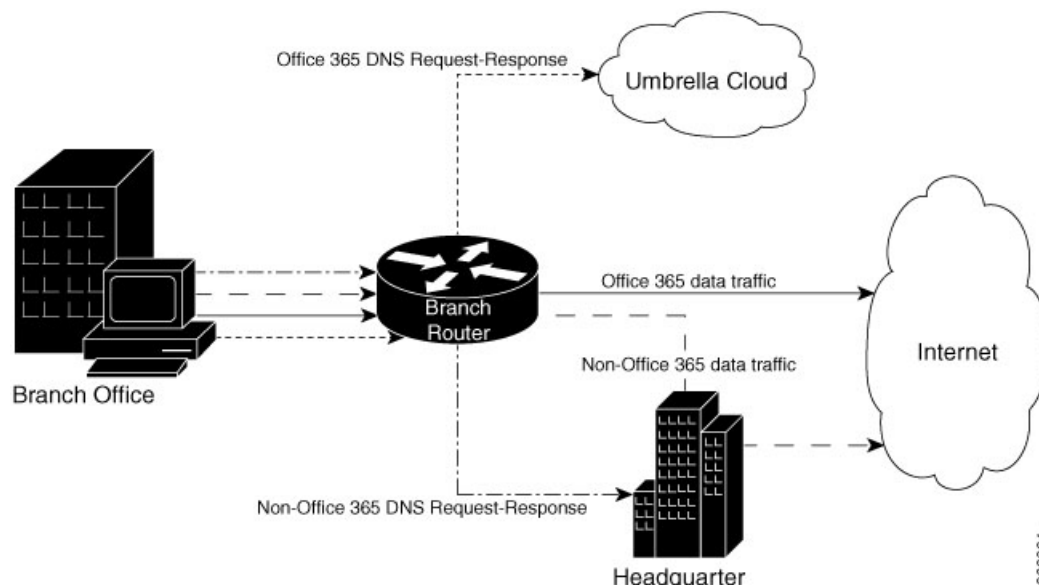 Office 365 DNS Request-Response
Umbrella Cloud
Branch
Router
Office 365 data traffic
Internet
Non-Office 365 data traffic
Branch Office
Non-Office 365 DNS Request-Response
Headquarter